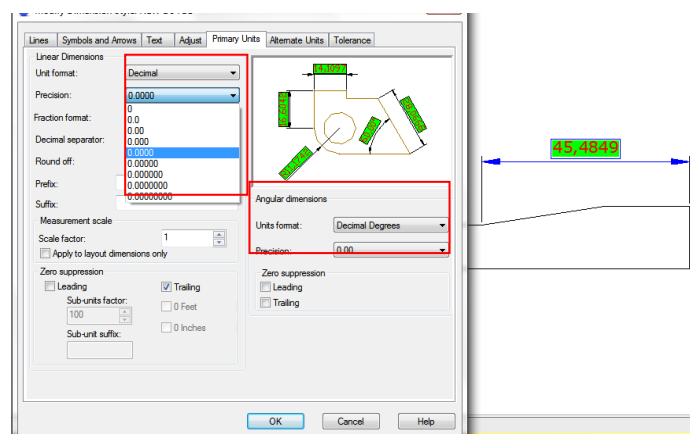 Lines Symbols and Arrows Text Adjust Primary Units Alternate Units Tolerance
Linear Dimensions
Unit format: Decimal
Precision: 0.0000
0
0.0
0.00
0.000
0.0000
0.00000
0.000000
0.0000000
0.00000000
Fraction format:
Decimal separator:
Round off:
Prefix:
Suffix:
Measurement scale
Scale factor: 1
Apply to layout dimensions only
Zero suppression
Leading
Trailing
Sub-units factor:
100
0 Feet
Sub-unit suffix:
0 Inches
Angular dimensions
Units format: Decimal Degrees
Precision: 0.00
Zero suppression
Leading
Trailing
OK Cancel Help
45,4849